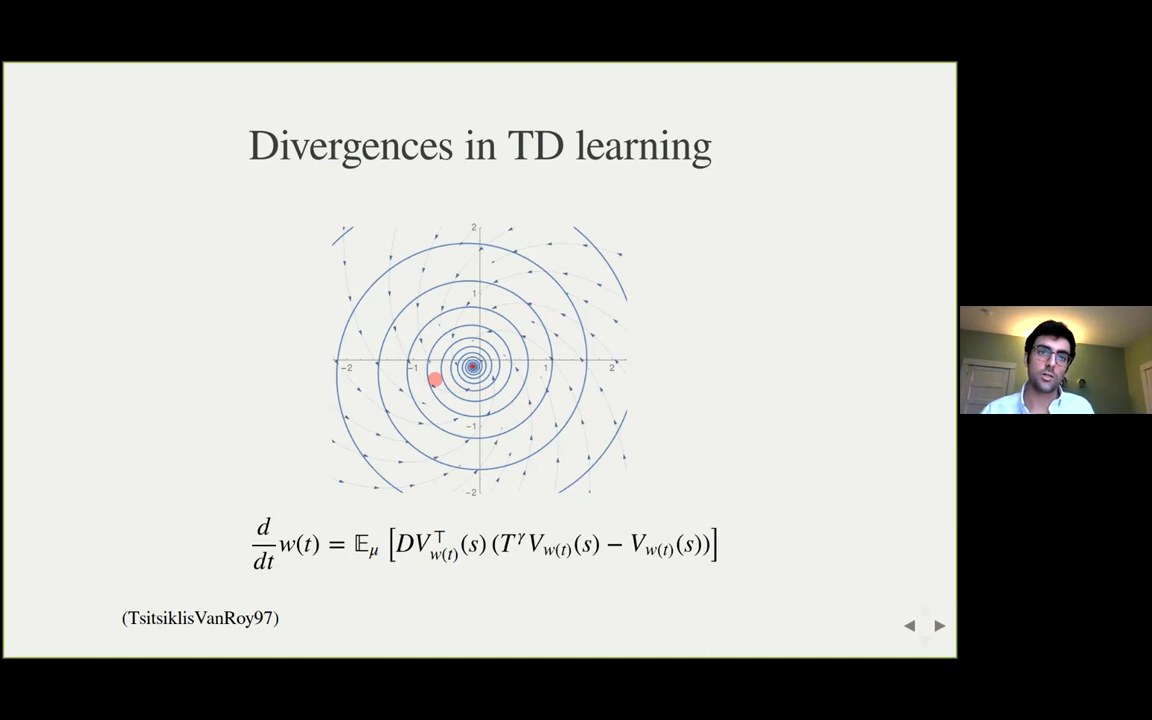 Divergences in TD learning
2
1
-2
-1
1
2
-1
-2
d/dt w(t) = 𝔼_μ [DV^⊤_{w(t)}(s) (T^γ V_{w(t)}(s) − V_{w(t)}(s))]
(TsitsiklisVanRoy97)